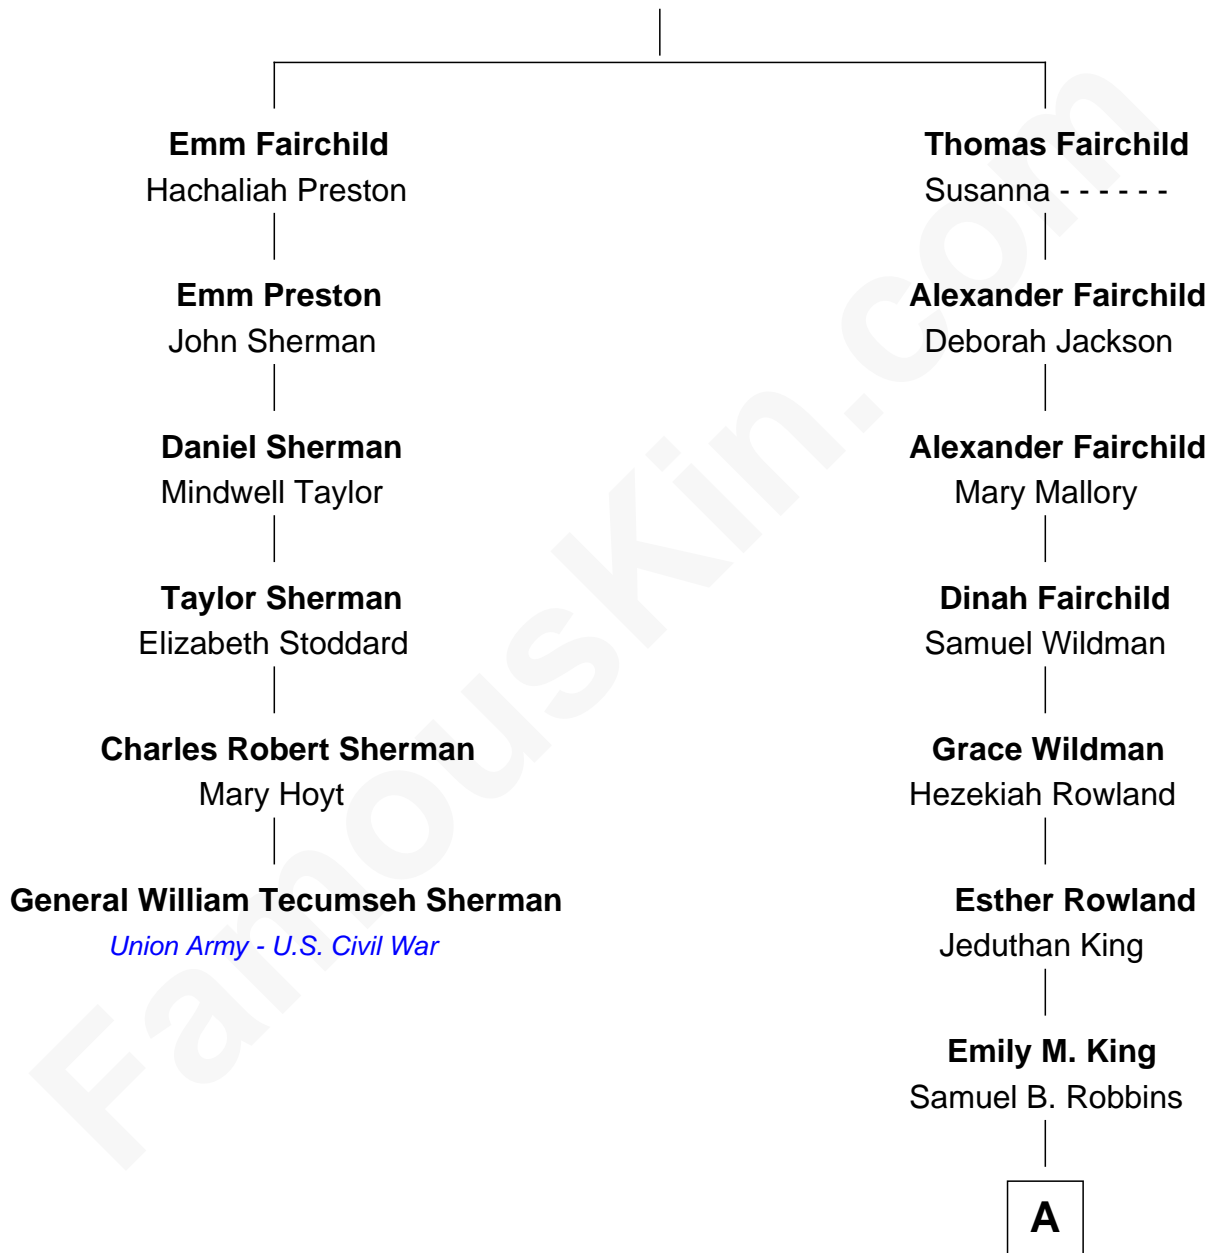 Emm Fairchild
Hachaliah Preston
Emm Preston
John Sherman
Daniel Sherman
Mindwell Taylor
Taylor Sherman
Elizabeth Stoddard
Charles Robert Sherman
Mary Hoyt
General William Tecumseh Sherman
Union Army - U.S. Civil War
Thomas Fairchild
Susanna - - - - - -
Alexander Fairchild
Deborah Jackson
Alexander Fairchild
Mary Mallory
Dinah Fairchild
Samuel Wildman
Grace Wildman
Hezekiah Rowland
Esther Rowland
Jeduthan King
Emily M. King
Samuel B. Robbins
A
FamousKin.com